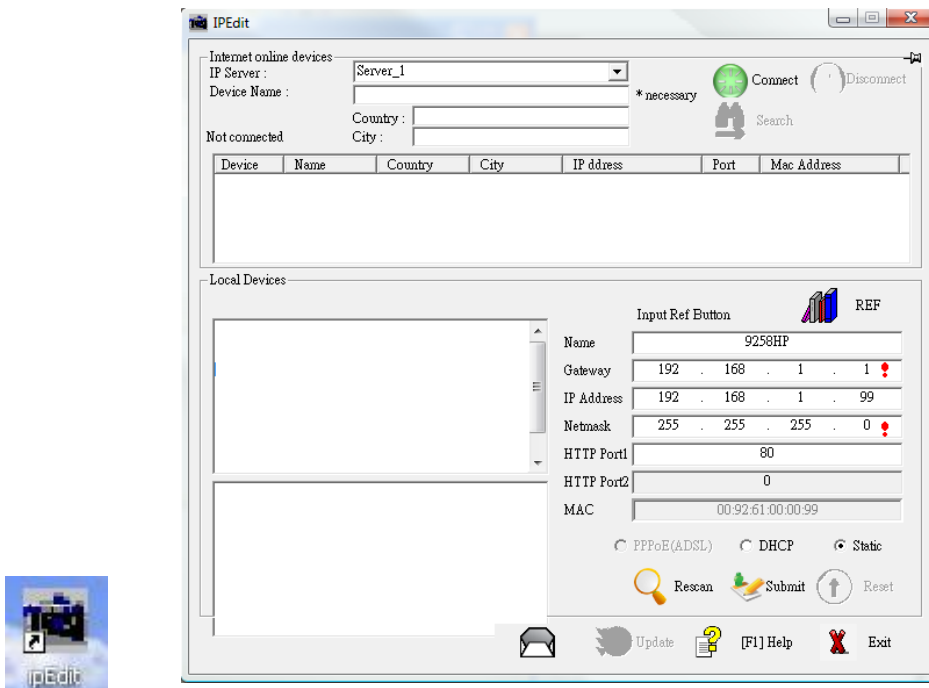 IPEdit
Internet online devices
IP Server : Server_1
Device Name : * necessary
Connect Disconnect
Country :
Search
Not connected City :
Device Name Country City IP ddress Port Mac Address
Local Devices
Input Ref Button REF
Name 9258HP
Gateway 192 . 168 . 1 . 1
IP Address 192 . 168 . 1 . 99
Netmask 255 . 255 . 255 . 0
HTTP Port1 80
HTTP Port2 0
MAC 00:92:61:00:00:99
PPPoE(ADSL) DHCP Static
Rescan Submit Reset
Update [F1] Help Exit
ipEdit